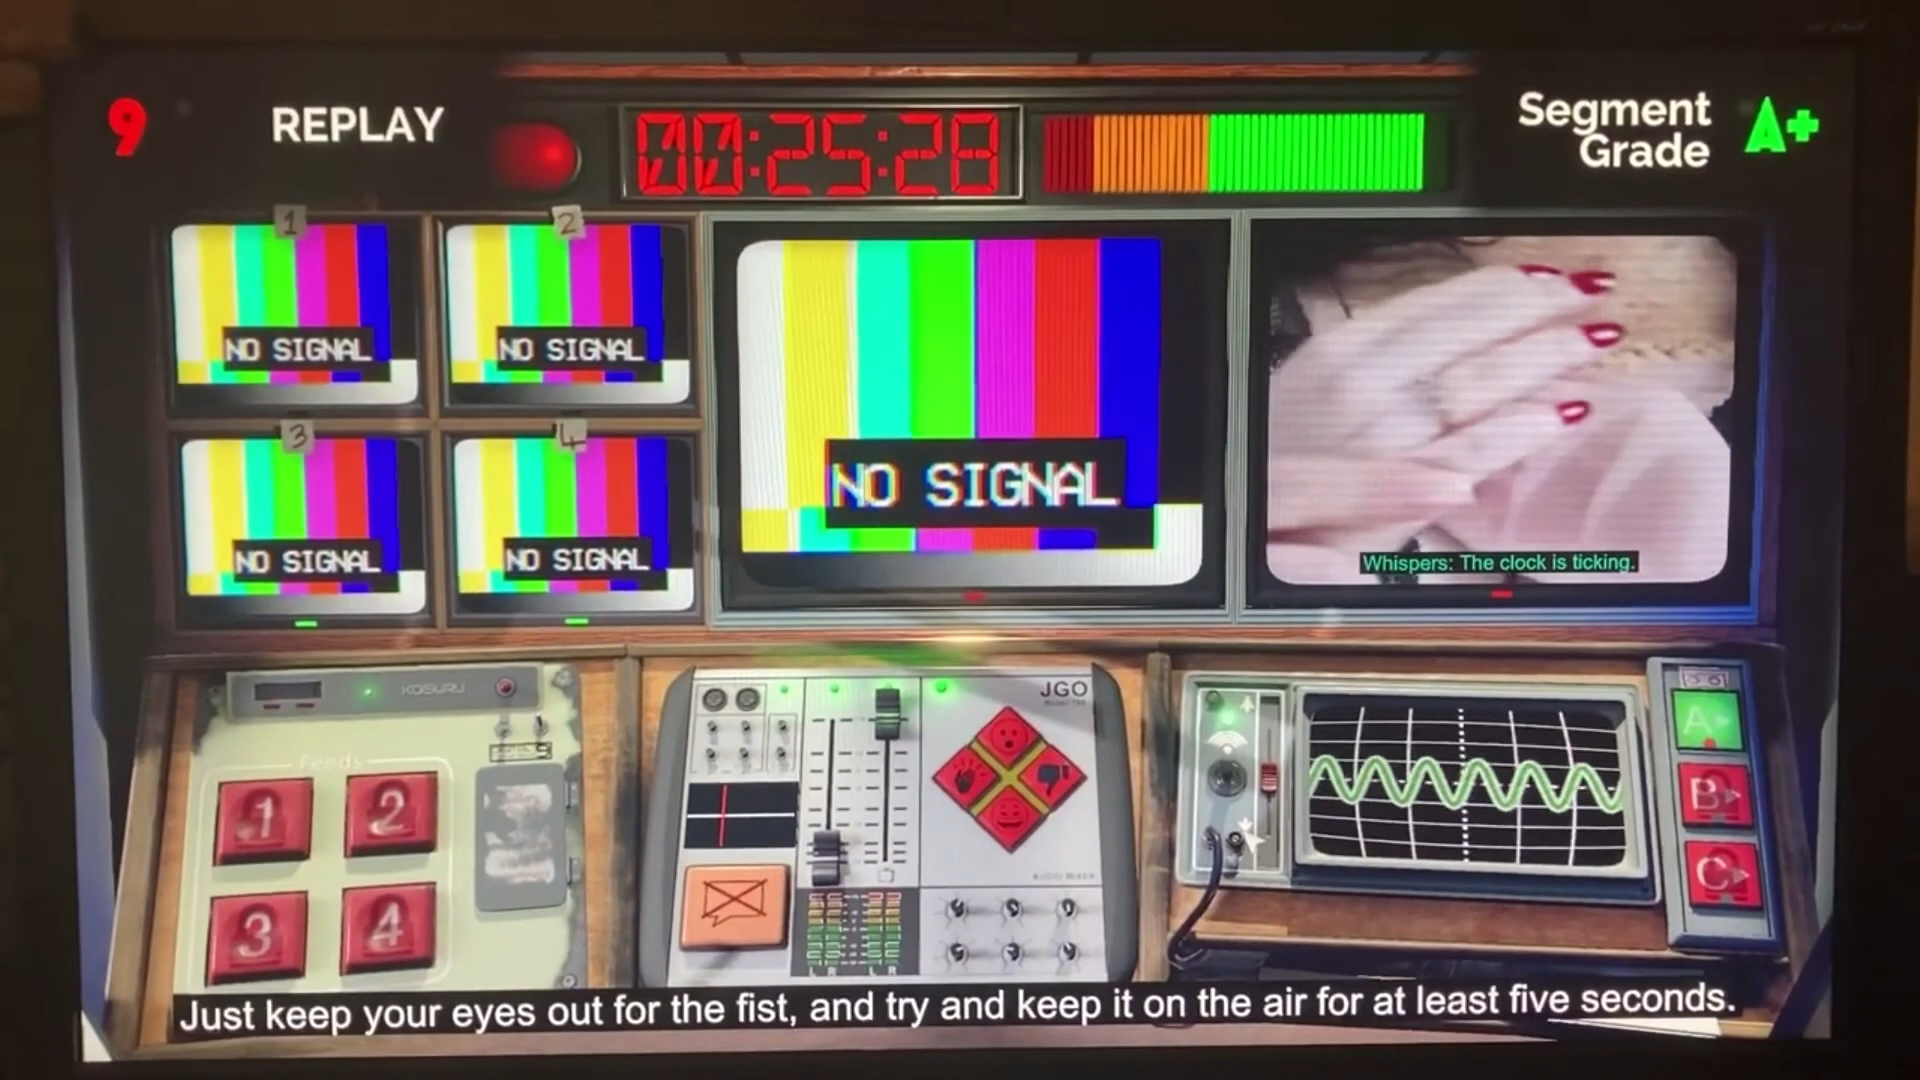 9
REPLAY
00:25:28
Segment
Grade
A+
1
2
NO SIGNAL
NO SIGNAL
NO SIGNAL
3
4
NO SIGNAL
NO SIGNAL
Whispers: The clock is ticking.
KOSURU
Feeds
1
2
3
4
JGO
AUDIO MIXER
L R L R
A
B
C
Just keep your eyes out for the fist, and try and keep it on the air for at least five seconds.